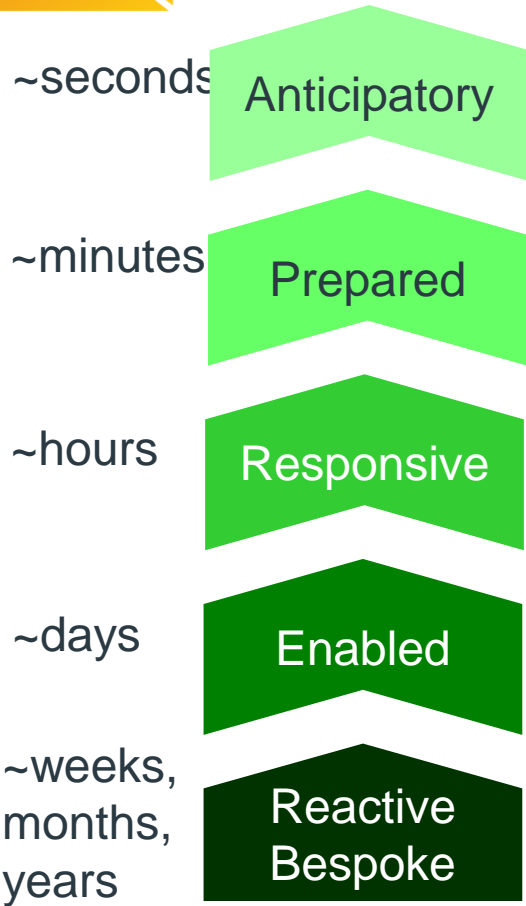 ~seconds
Anticipatory
~minutes
Prepared
~hours
Responsive
~days
Enabled
~weeks,
months,
years
Reactive
Bespoke